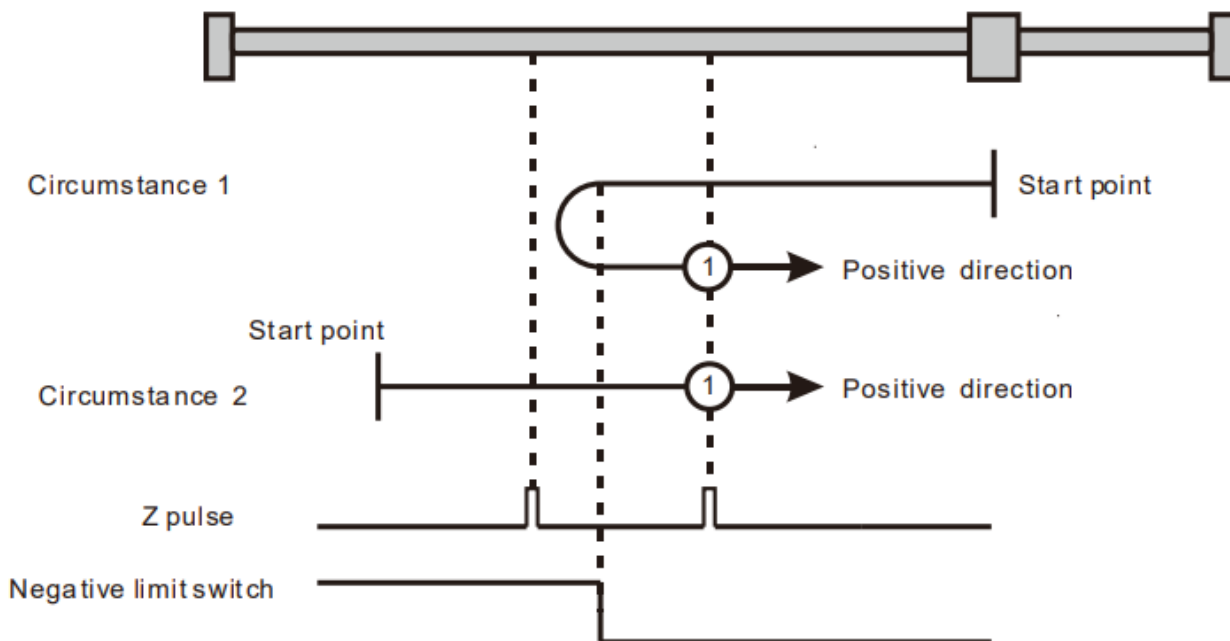 Circumstance 1
Start point
1
Positive direction
Start point
Circumstance 2
1
Positive direction
Z pulse
Negative limit switch